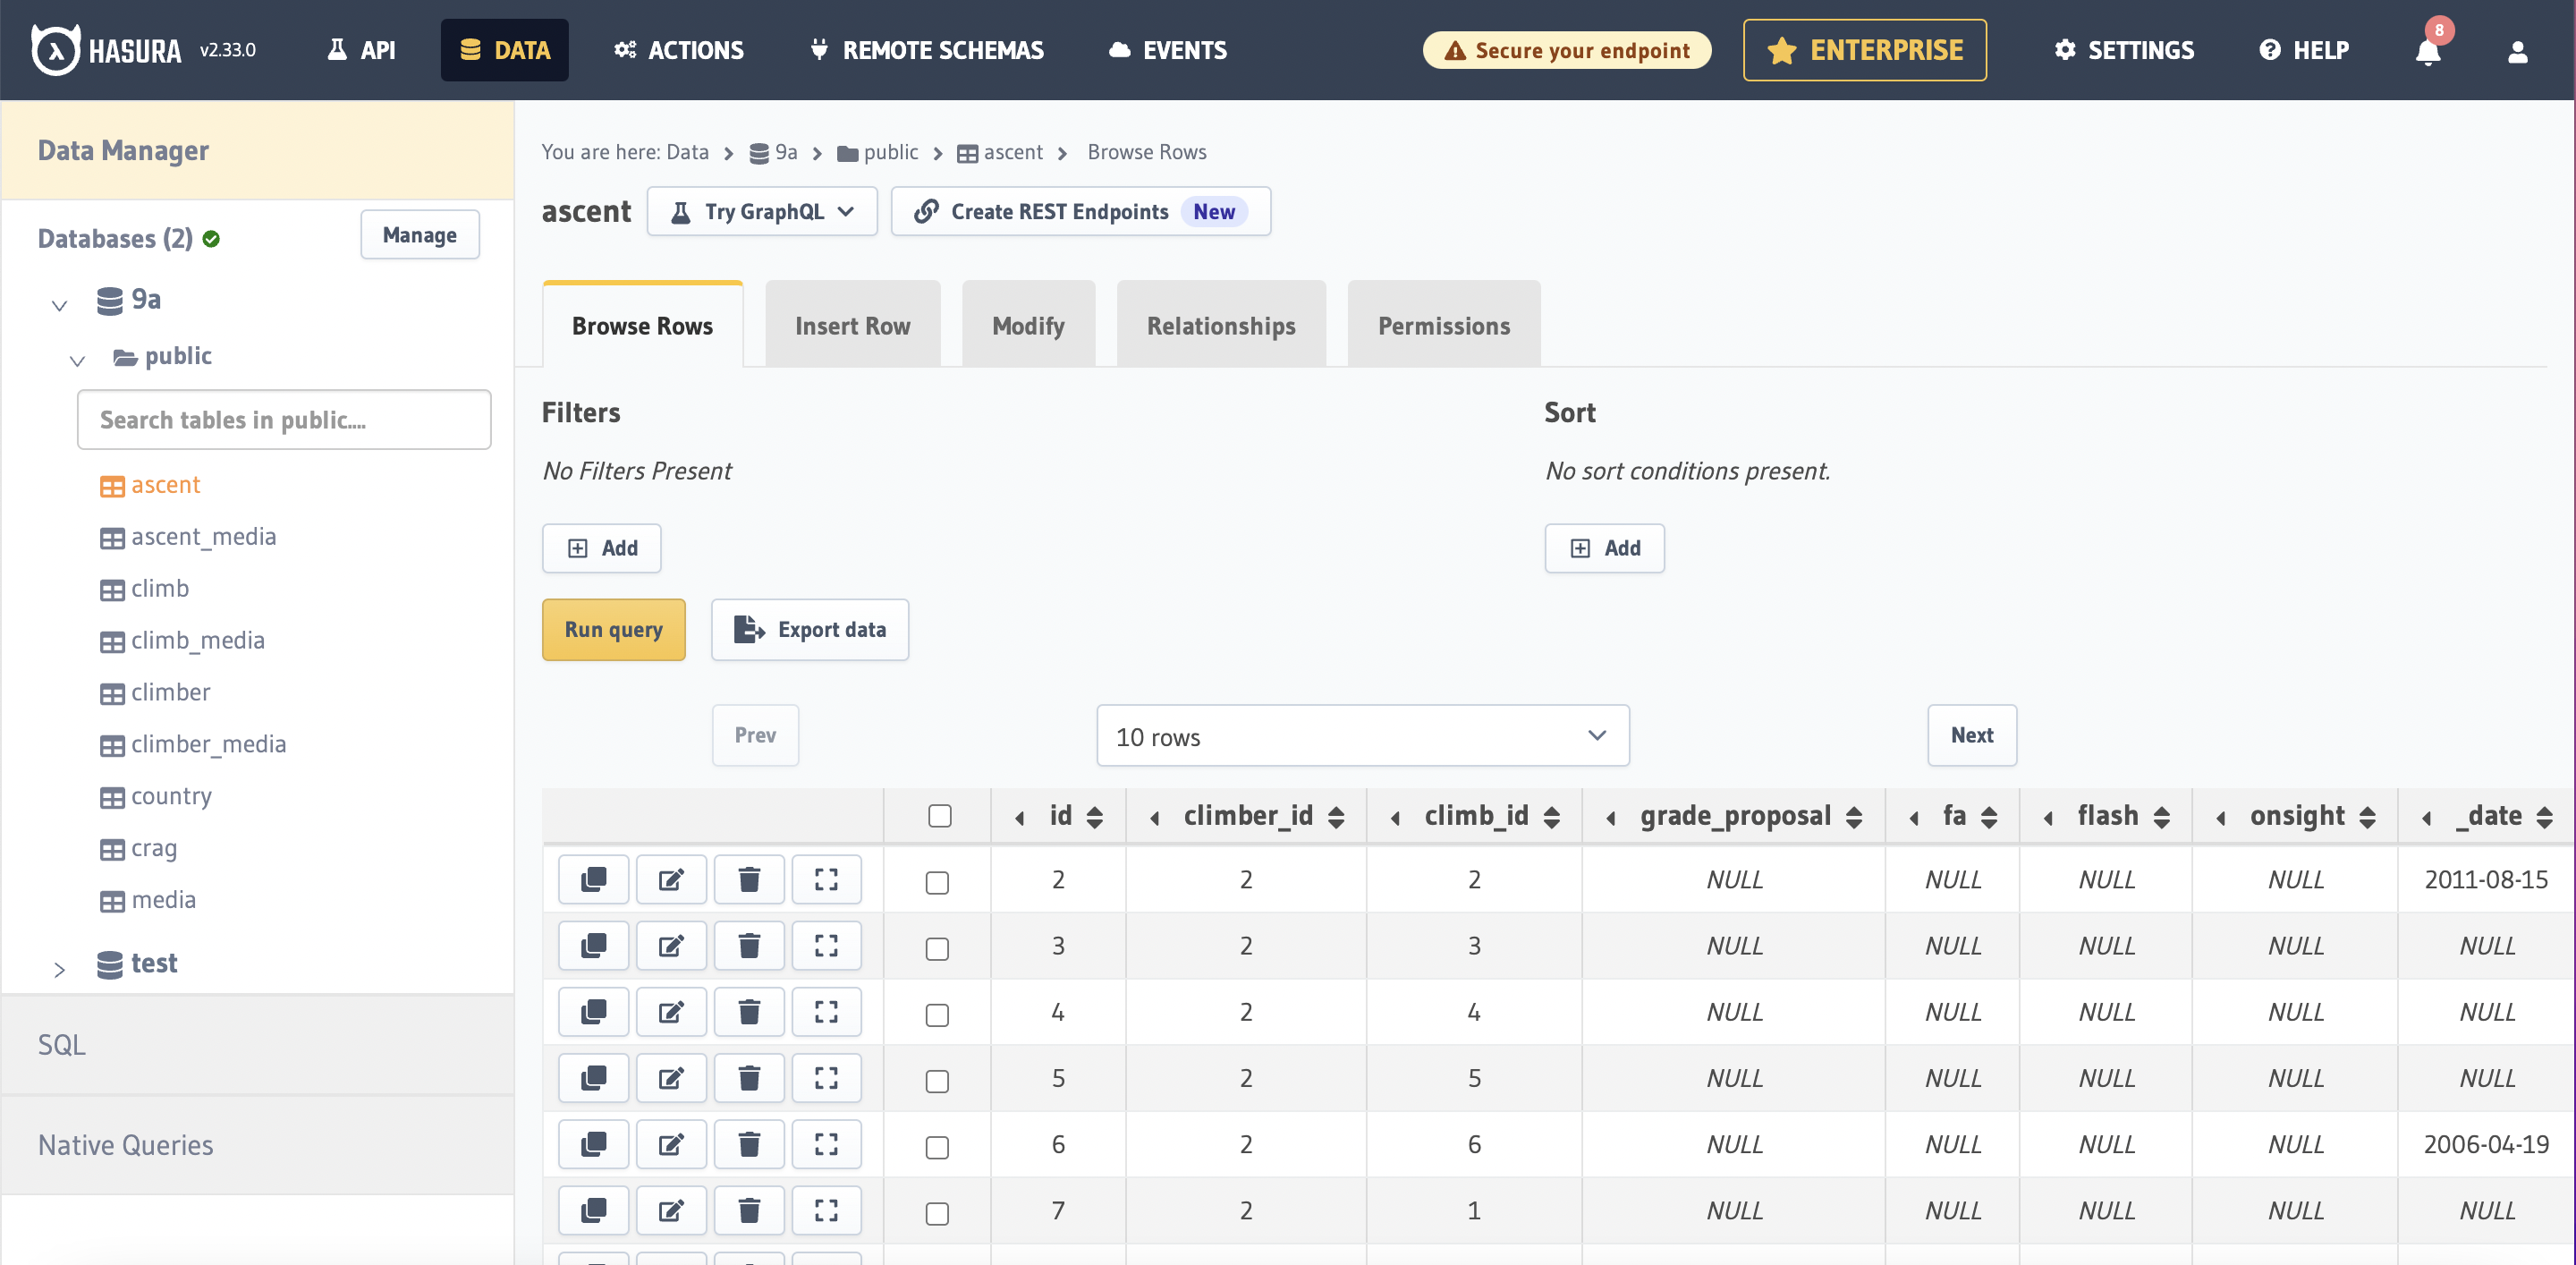 HASURA v2.33.0 API DATA ACTIONS REMOTE SCHEMAS EVENTS Secure your endpoint ENTERPRISE SETTINGS HELP 8
Data Manager
Databases (2) Manage
9a
public
Search tables in public....
ascent
ascent_media
climb
climb_media
climber
climber_media
country
crag
media
test
SQL
Native Queries
You are here: Data > 9a > public > ascent > Browse Rows
ascent Try GraphQL Create REST Endpoints New
Browse Rows Insert Row Modify Relationships Permissions
Filters Sort
No Filters Present No sort conditions present.
Add Add
Run query Export data
Prev 10 rows Next
id climber_id climb_id grade_proposal fa flash onsight _date
2 2 2 NULL NULL NULL NULL 2011-08-15
3 2 3 NULL NULL NULL NULL NULL
4 2 4 NULL NULL NULL NULL NULL
5 2 5 NULL NULL NULL NULL NULL
6 2 6 NULL NULL NULL NULL 2006-04-19
7 2 1 NULL NULL NULL NULL NULL